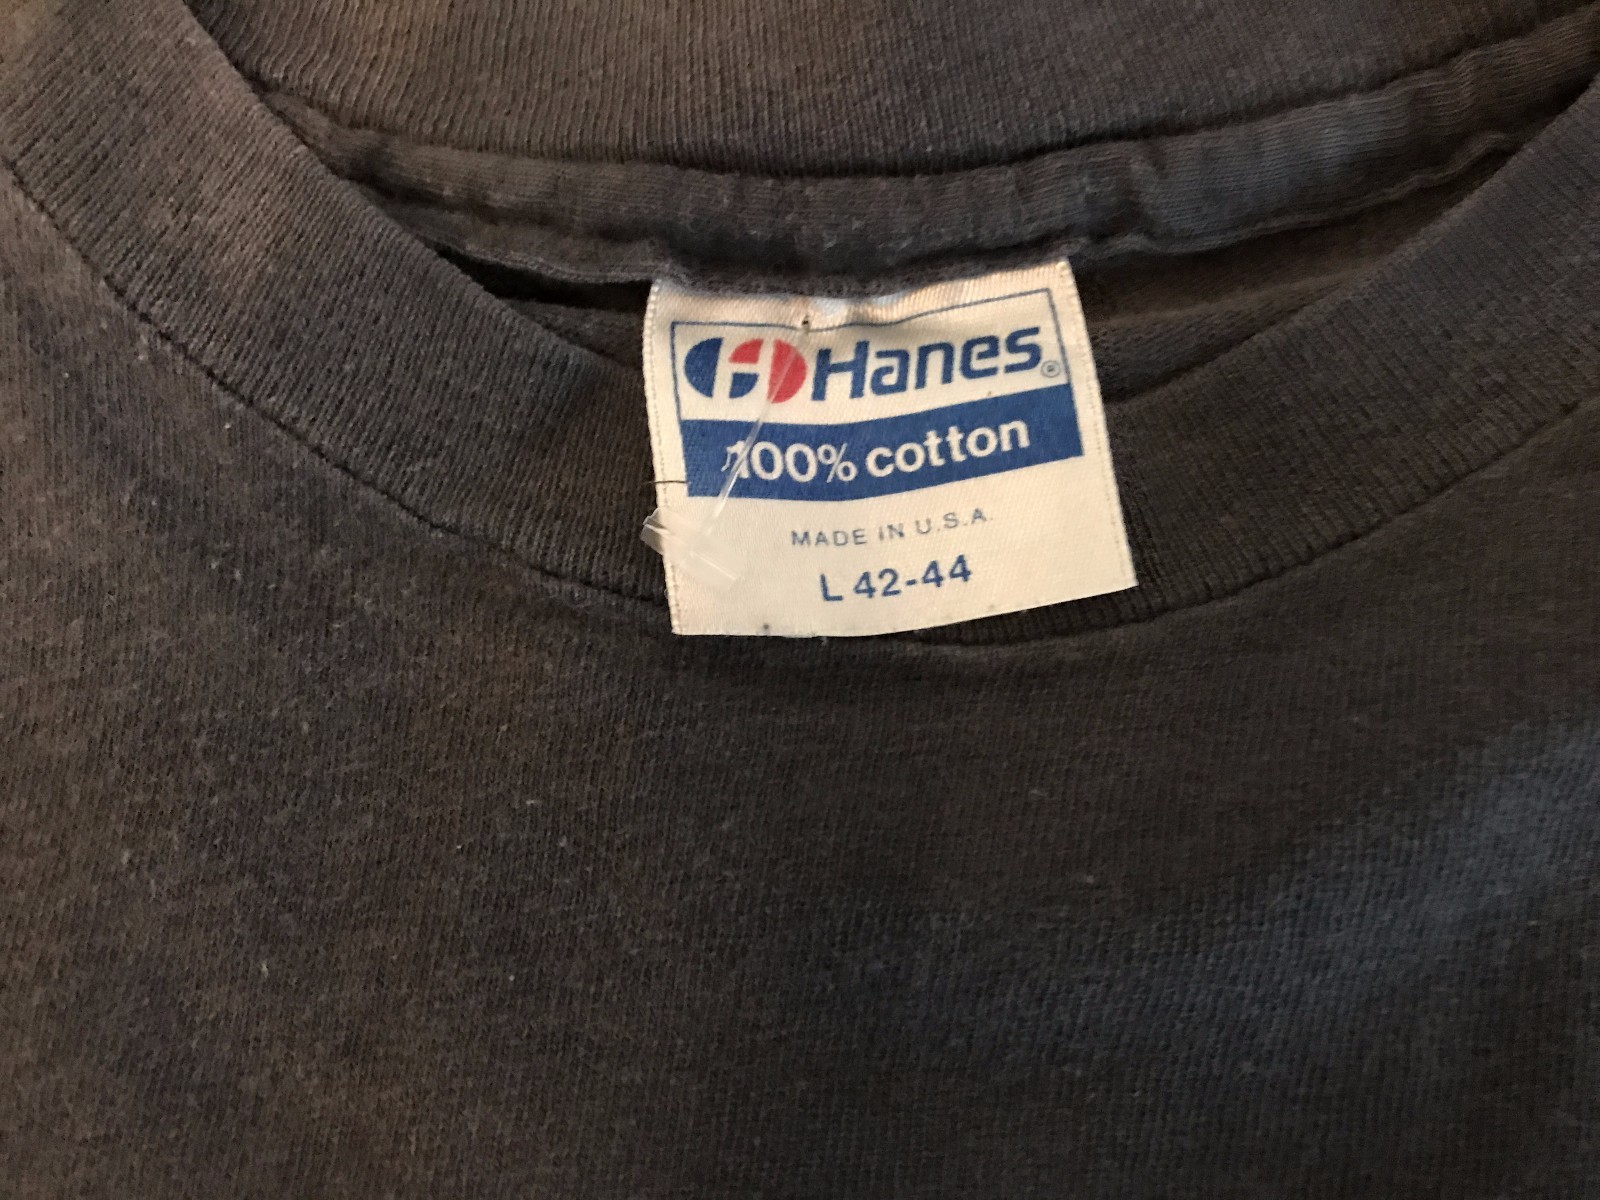 Hanes®
100% cotton
MADE IN U.S.A.
L 42-44